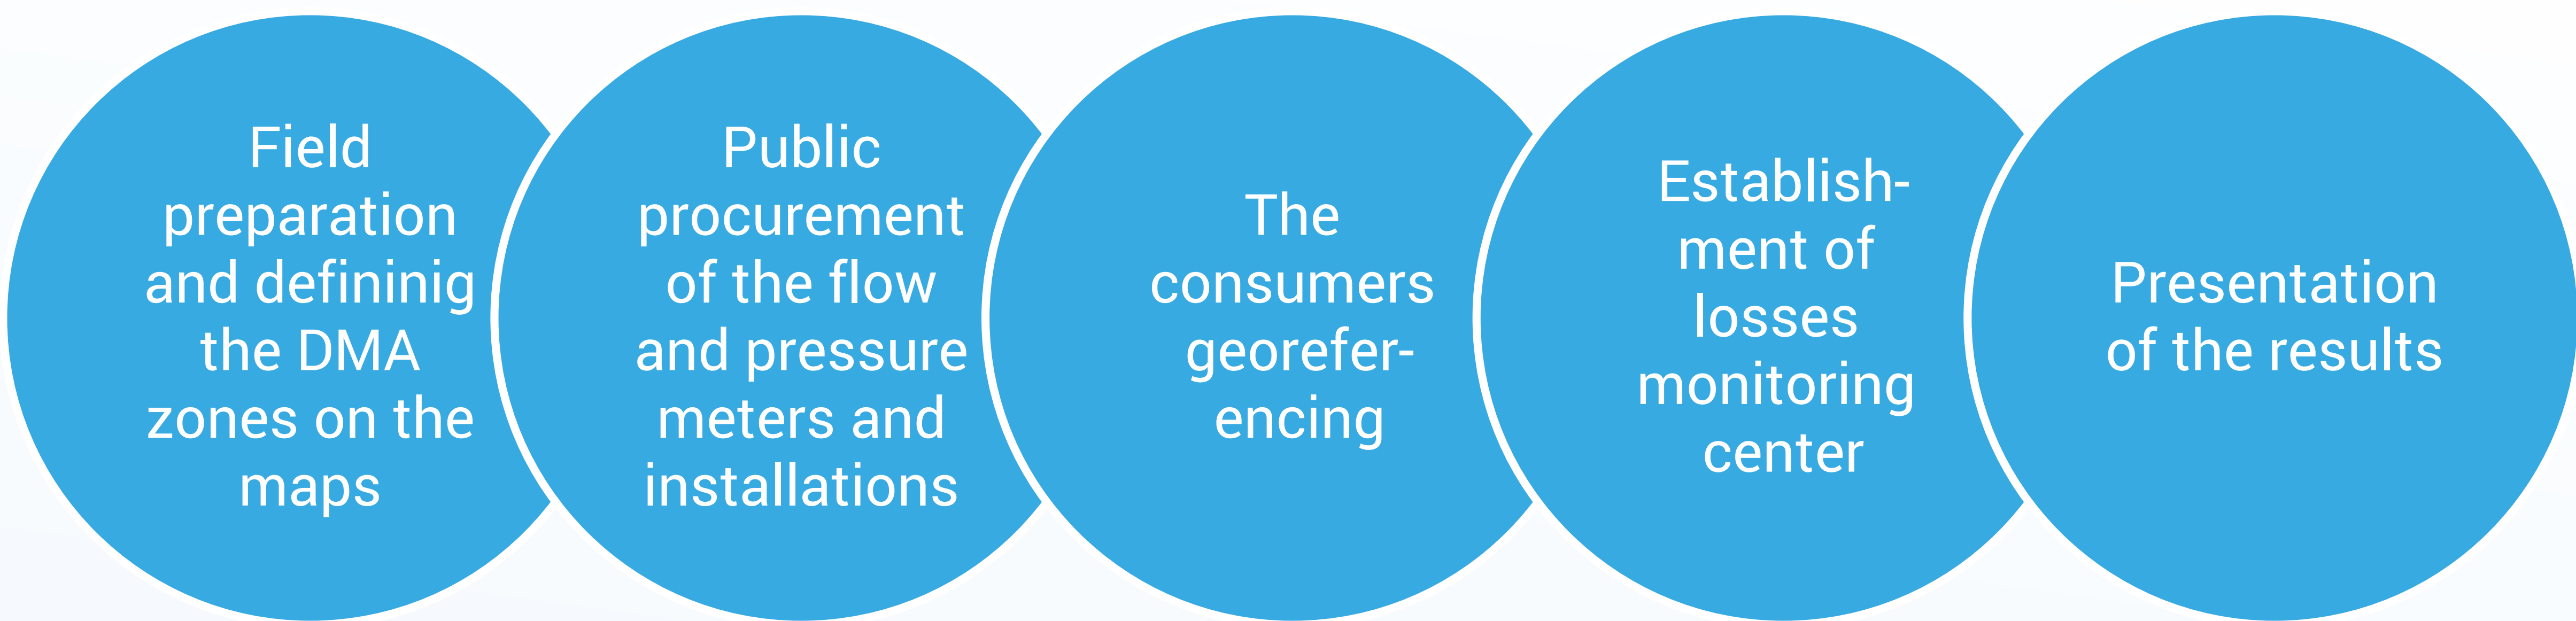 Field
preparation
and defininig
the DMA
zones on the
maps
Public
procurement
of the flow
and pressure
meters and
installations
The
consumers
georefer-
encing
Establish-
ment of
losses
monitoring
center
Presentation
of the results